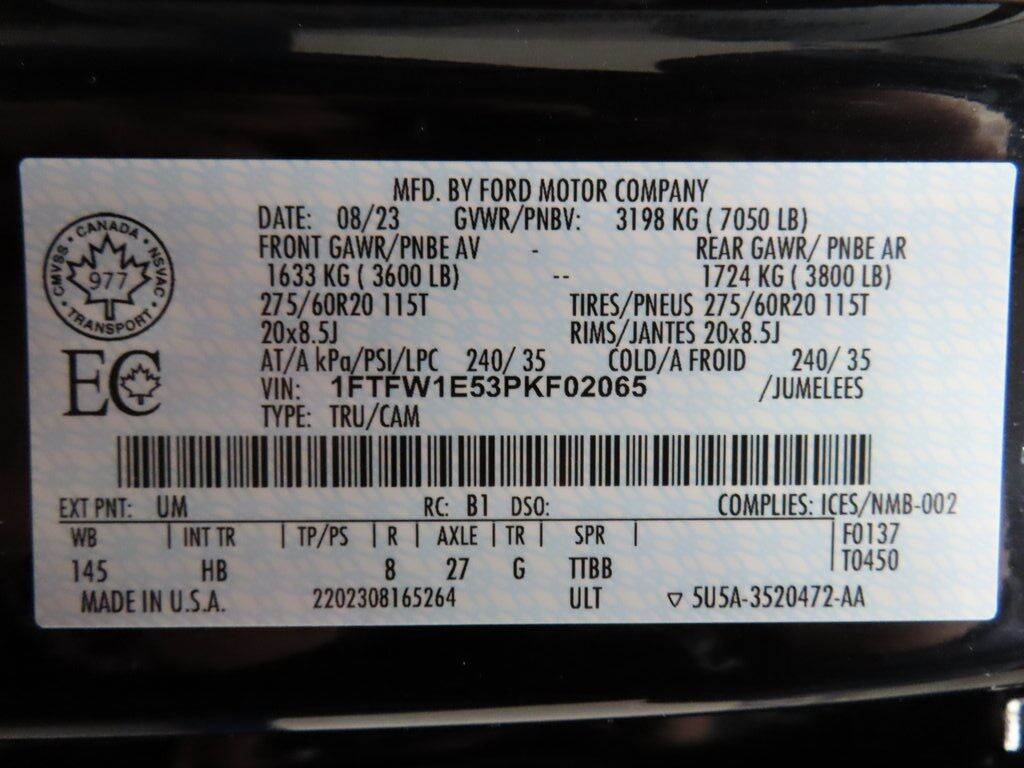 MFD. BY FORD MOTOR COMPANY
DATE: 08/23 GVWR/PNBV: 3198 KG ( 7050 LB)
FRONT GAWR/PNBE AV - REAR GAWR/ PNBE AR
1633 KG ( 3600 LB) -- 1724 KG ( 3800 LB)
275/60R20 115T TIRES/PNEUS 275/60R20 115T
20x8.5J RIMS/JANTES 20x8.5J
AT/A kPa/PSI/LPC 240/ 35 COLD/A FROID 240/ 35
VIN: 1FTFW1E53PKF02065 /JUMELEES
TYPE: TRU/CAM
CANADA
CMVSS 977 NSVAC
TRANSPORT
EC
EXT PNT: UM RC: B1 DSO: COMPLIES: ICES/NMB-002
WB | INT TR | TP/PS | R | AXLE | TR | SPR | F0137
145 HB 8 27 G TTBB T0450
MADE IN U.S.A. 2202308165264 ULT ▽ 5U5A-3520472-AA